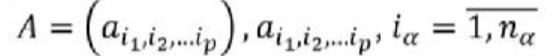 A = (a_{i_1,i_2,...i_p}), a_{i_1,i_2,...i_p}, i_α = \overline{1,n_α}